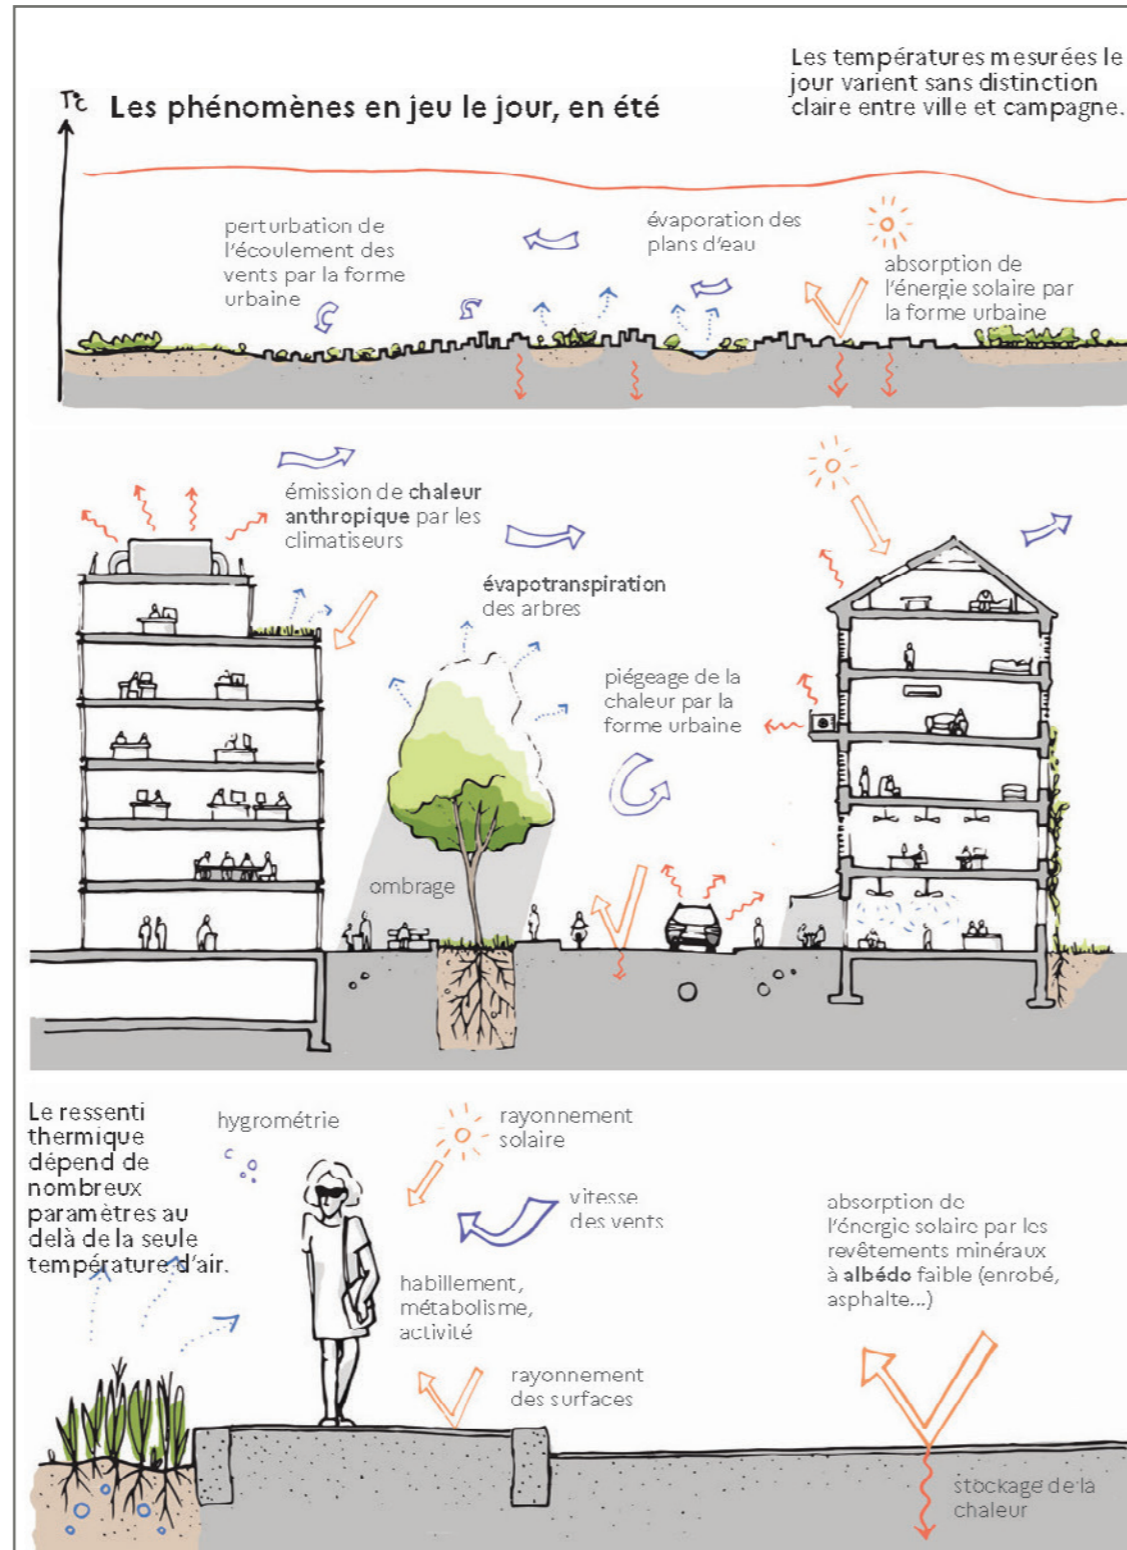 Les températures mesurées le
jour varient sans distinction
claire entre ville et campagne.
T°C
Les phénomènes en jeu le jour, en été
perturbation de
l'écoulement des
vents par la forme
urbaine
évaporation des
plans d'eau
absorption de
l'énergie solaire par
la forme urbaine
émission de chaleur
anthropique par les
climatiseurs
évapotranspiration
des arbres
piégeage de la
chaleur par la
forme urbaine
ombrage
Le ressenti
thermique
dépend de
nombreux
paramètres au
delà de la seule
température d'air.
hygrométrie
rayonnement
solaire
vitesse
des vents
habillement,
métabolisme,
activité
rayonnement
des surfaces
absorption de
l'énergie solaire par les
revêtements minéraux
à albédo faible (enrobé,
asphalte...)
stockage de la
chaleur